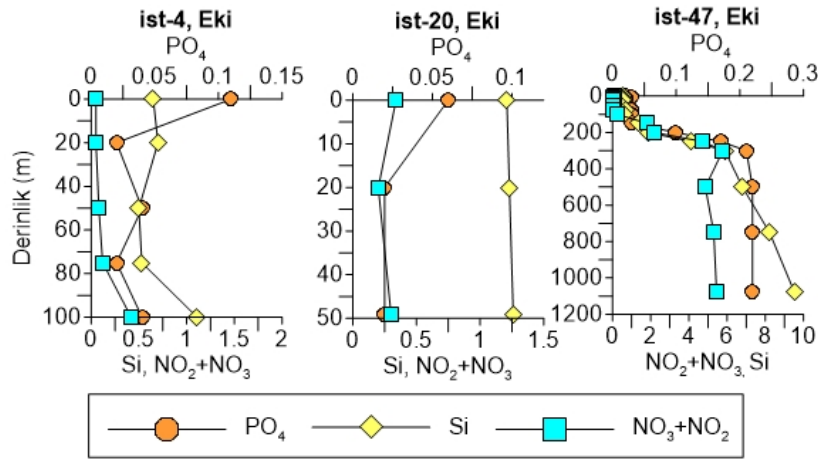 ist-4, Eki
PO4
0 0.05 0.1 0.15
0
20
40
60
80
100
Derinlik (m)
0 0.5 1 1.5 2
Si, NO2+NO3
ist-20, Eki
PO4
0 0.05 0.1
0
10
20
30
40
50
0 0.5 1 1.5
Si, NO2+NO3
ist-47, Eki
PO4
0 0.1 0.2 0.3
0
200
400
600
800
1000
1200
0 2 4 6 8 10
NO2+NO3, Si
PO4 Si NO3+NO2